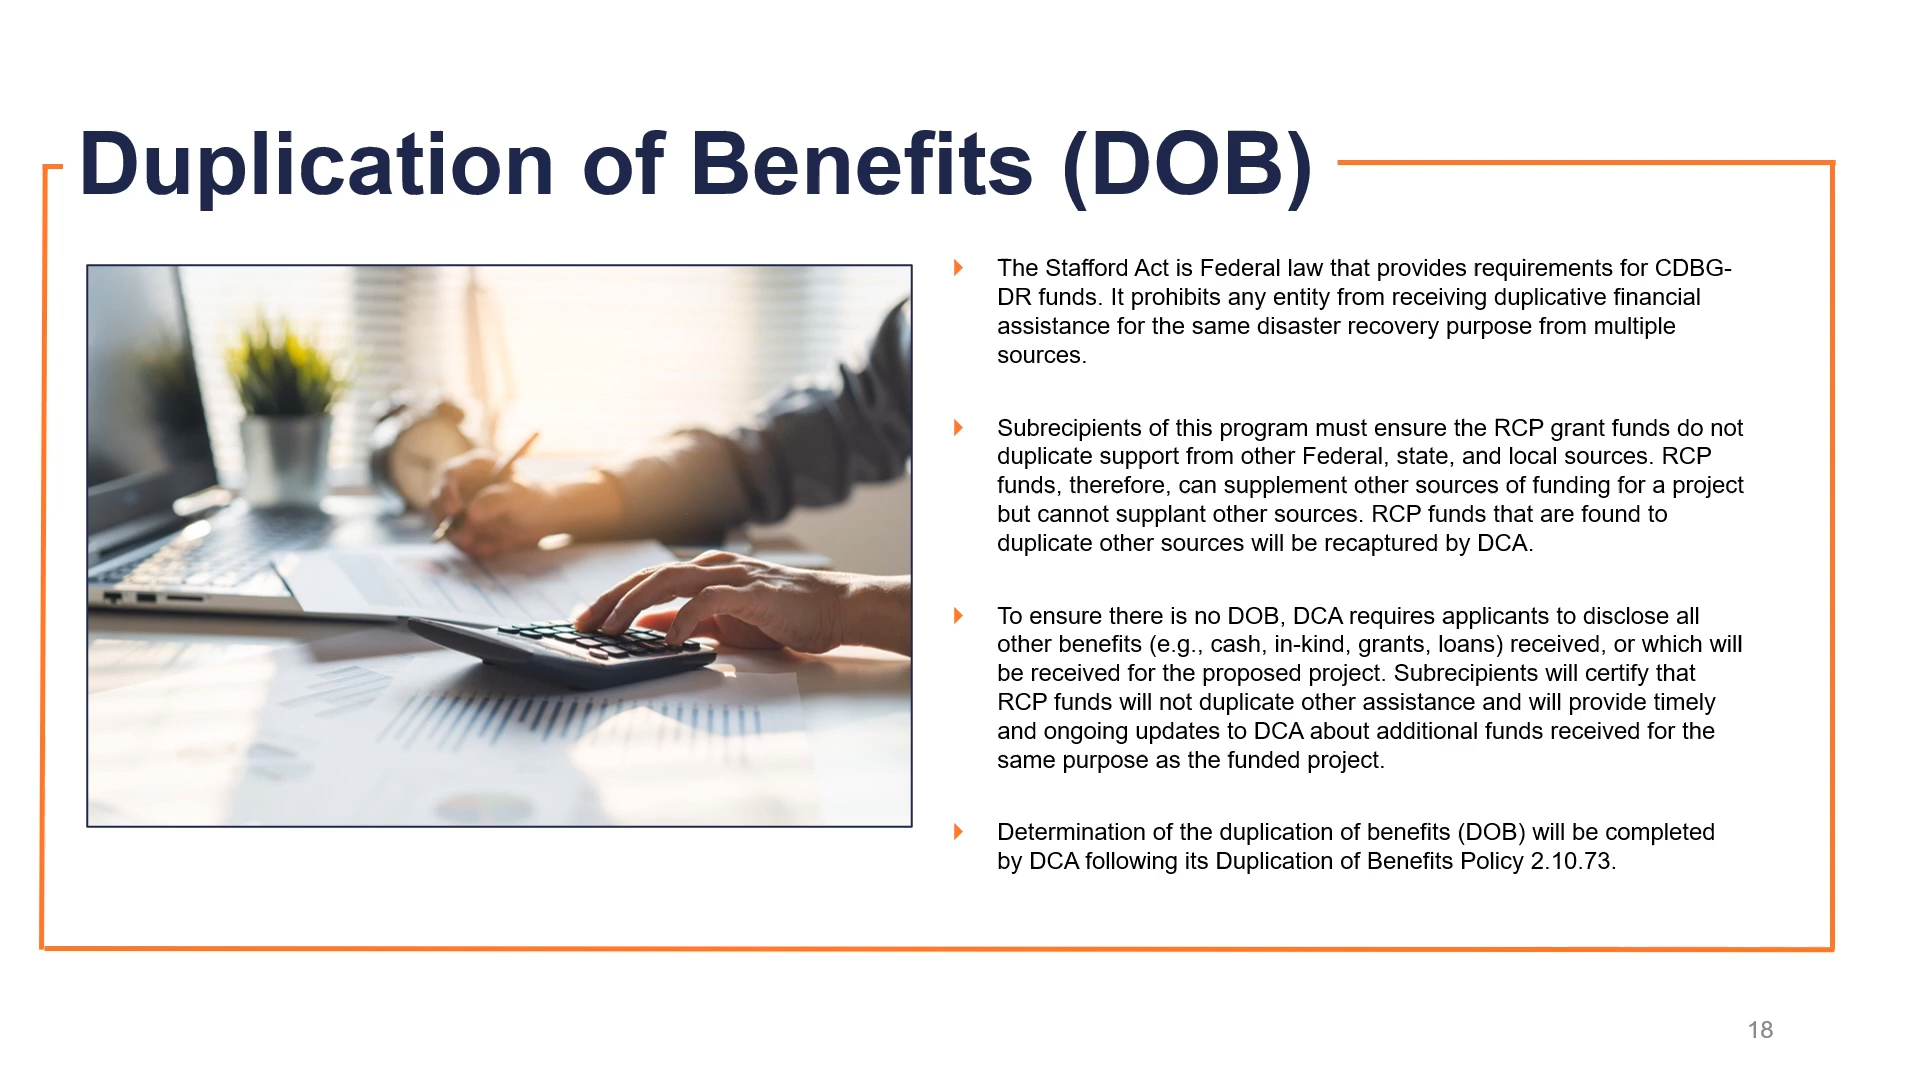 Duplication of Benefits (DOB)
The Stafford Act is Federal law that provides requirements for CDBG-
DR funds. It prohibits any entity from receiving duplicative financial
assistance for the same disaster recovery purpose from multiple
sources.
Subrecipients of this program must ensure the RCP grant funds do not
duplicate support from other Federal, state, and local sources. RCP
funds, therefore, can supplement other sources of funding for a project
but cannot supplant other sources. RCP funds that are found to
duplicate other sources will be recaptured by DCA.
To ensure there is no DOB, DCA requires applicants to disclose all
other benefits (e.g., cash, in-kind, grants, loans) received, or which will
be received for the proposed project. Subrecipients will certify that
RCP funds will not duplicate other assistance and will provide timely
and ongoing updates to DCA about additional funds received for the
same purpose as the funded project.
Determination of the duplication of benefits (DOB) will be completed
by DCA following its Duplication of Benefits Policy 2.10.73.
18